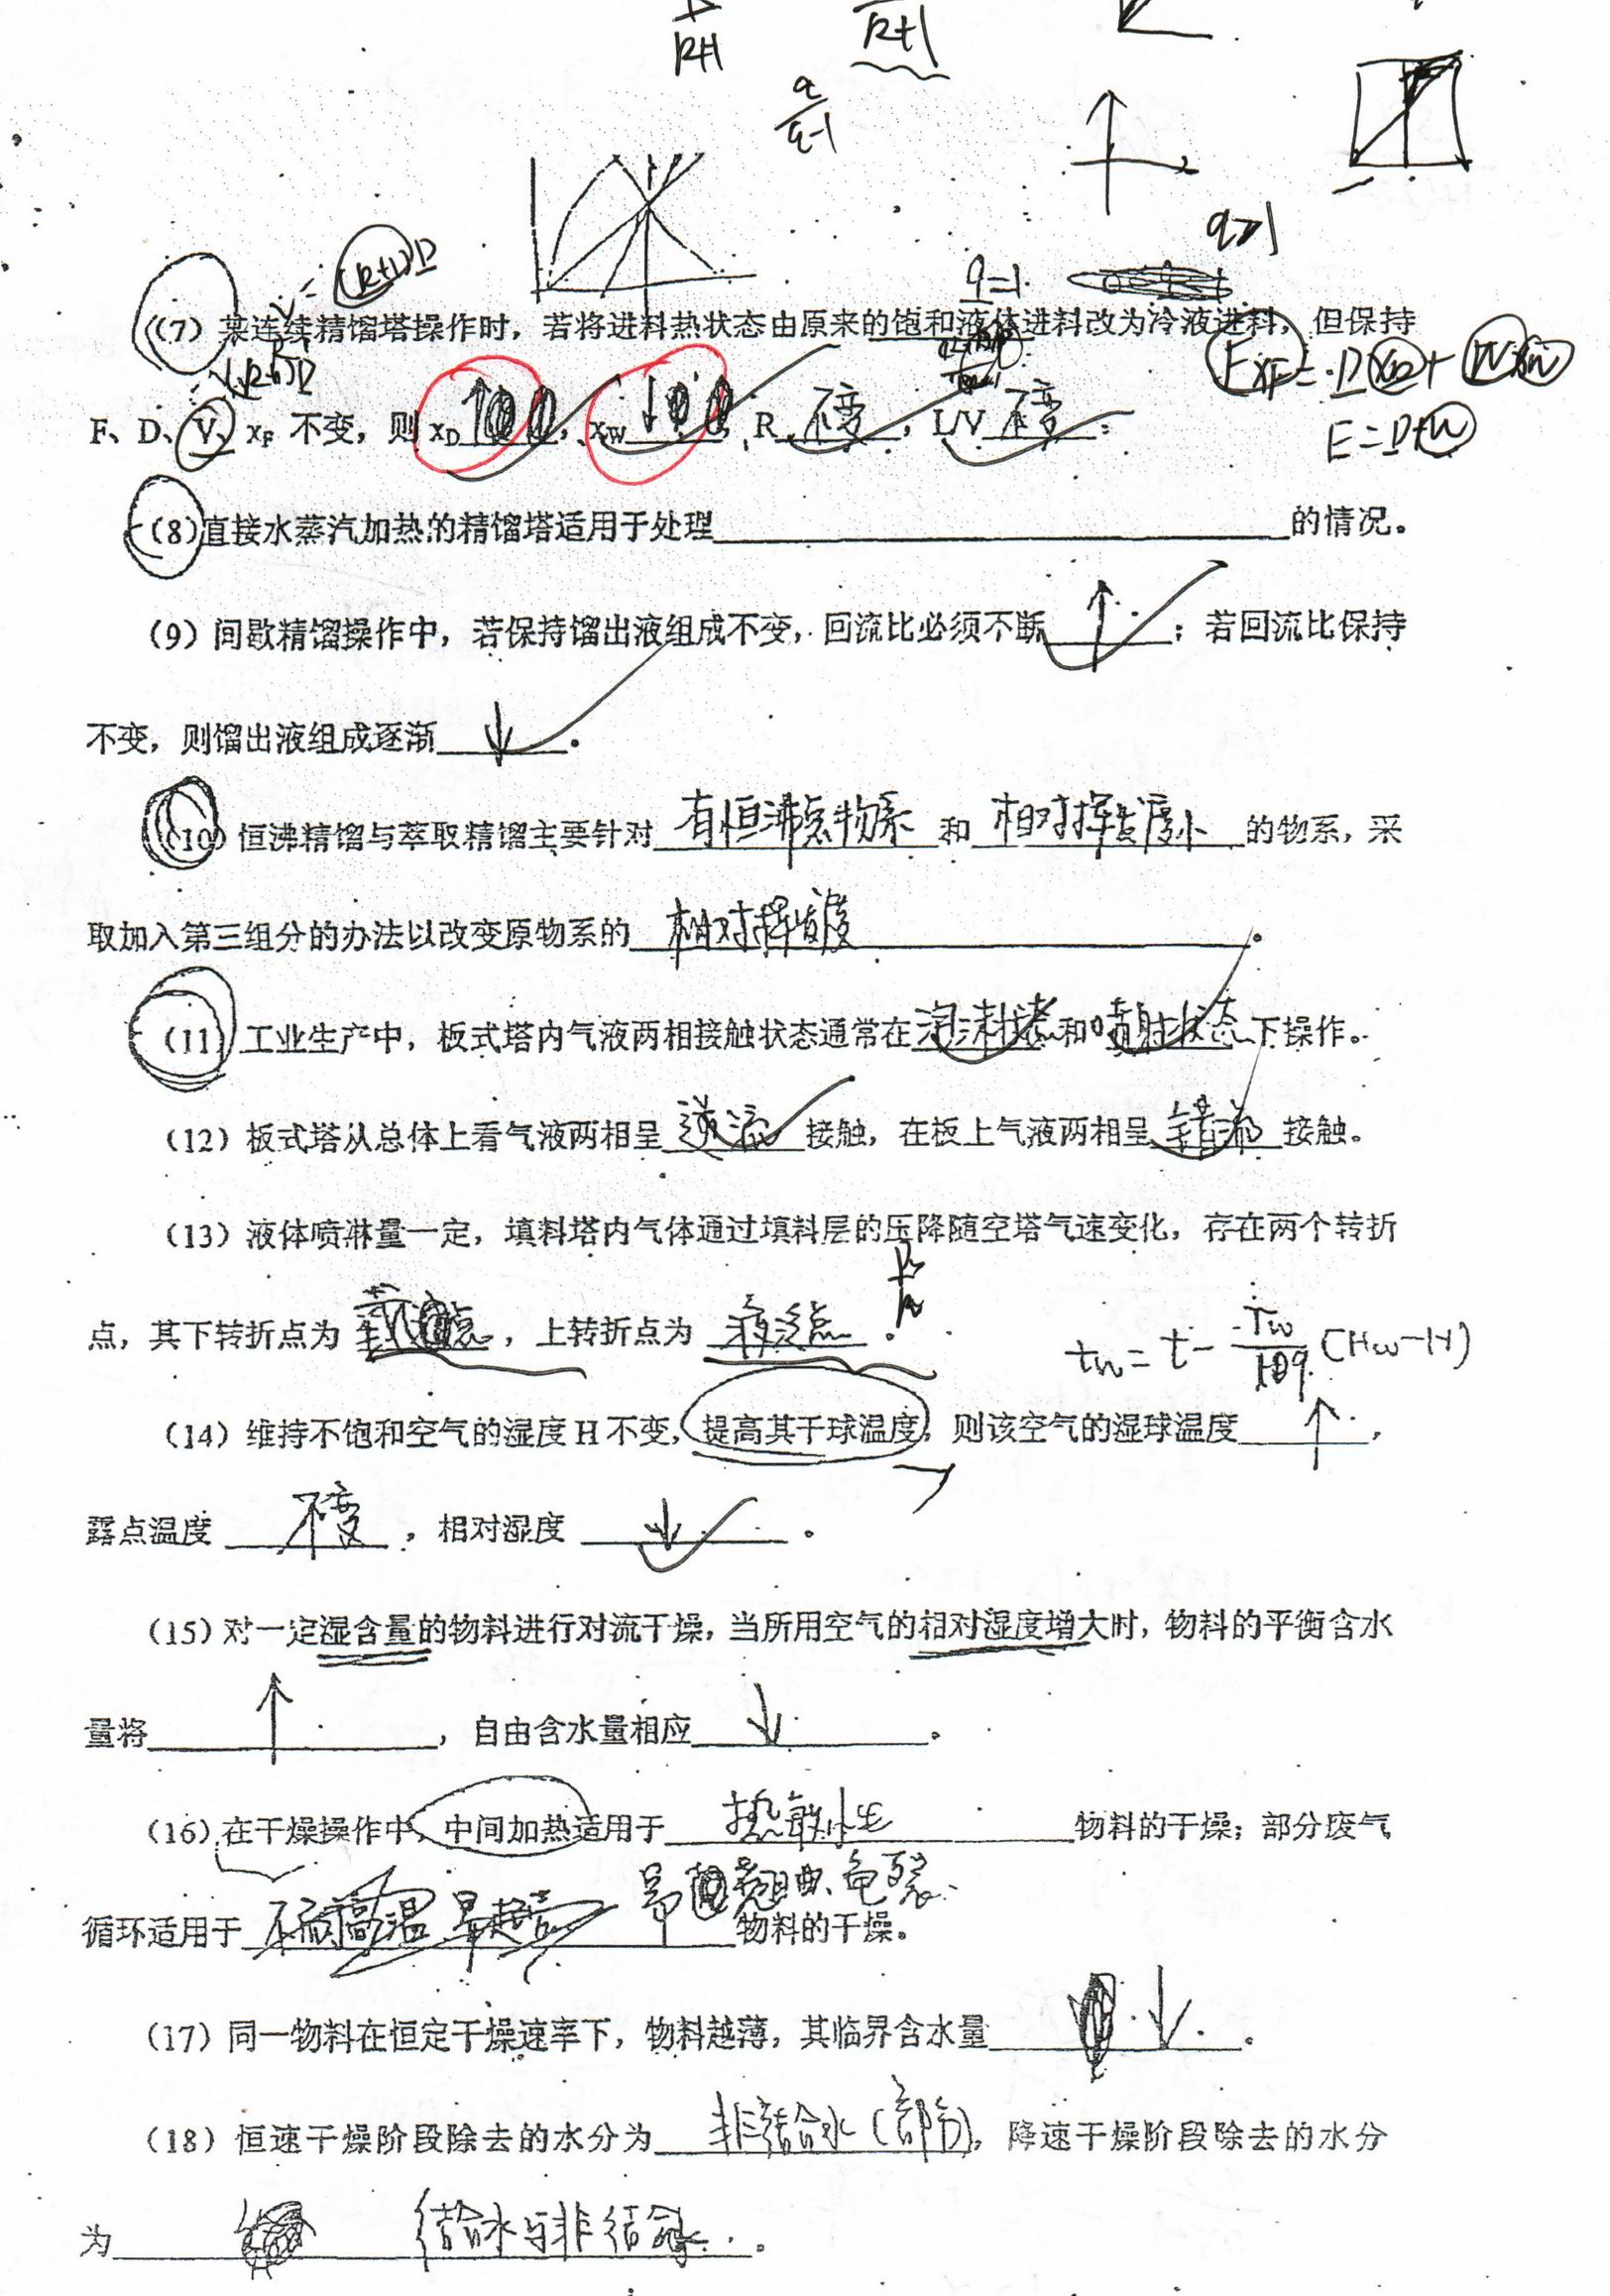 R+1 R+1
q/q-1
q>1
V=(R+1)D q=1
(7) 某连续精馏塔操作时，若将进料热状态由原来的饱和液体进料改为冷液进料，但保持
FxF=DxD+WxW
F、D、V、xF 不变，则 xD ↑，xW ↓，R 不变，L/V 不变；
F=D+W
(8) 直接水蒸汽加热的精馏塔适用于处理 的情况。
(9) 间歇精馏操作中，若保持馏出液组成不变，回流比必须不断 ↑ ；若回流比保持
不变，则馏出液组成逐渐 ↓ 。
(10) 恒沸精馏与萃取精馏主要针对 有恒沸点物系 和 相对挥发度小 的物系，采
取加入第三组分的办法以改变原物系的 相对挥发度 。
(11) 工业生产中，板式塔内气液两相接触状态通常在 泡沫状态 和 喷射状态 下操作。
(12) 板式塔从总体上看气液两相呈 逆流 接触，在板上气液两相呈 错流 接触。
(13) 液体喷淋量一定，填料塔内气体通过填料层的压降随空塔气速变化，存在两个转折
点，其下转折点为 载点 ，上转折点为 液泛点 。
tw=t- rw/1.09 (Hw-H)
(14) 维持不饱和空气的湿度 H 不变，提高其干球温度，则该空气的湿球温度 ↑ ，
露点温度 不变 ，相对湿度 ↓ 。
(15) 对一定湿含量的物料进行对流干燥，当所用空气的相对湿度增大时，物料的平衡含水
量将 ↑ ，自由含水量相应 ↓ 。
(16) 在干燥操作中，中间加热适用于 热敏性 物料的干燥；部分废气
易翘曲、龟裂
循环适用于 不耐高温 物料的干燥。
(17) 同一物料在恒定干燥速率下，物料越薄，其临界含水量 ↓ 。
(18) 恒速干燥阶段除去的水分为 非结合水(部分)，降速干燥阶段除去的水分
为 结合水与非结合水 。